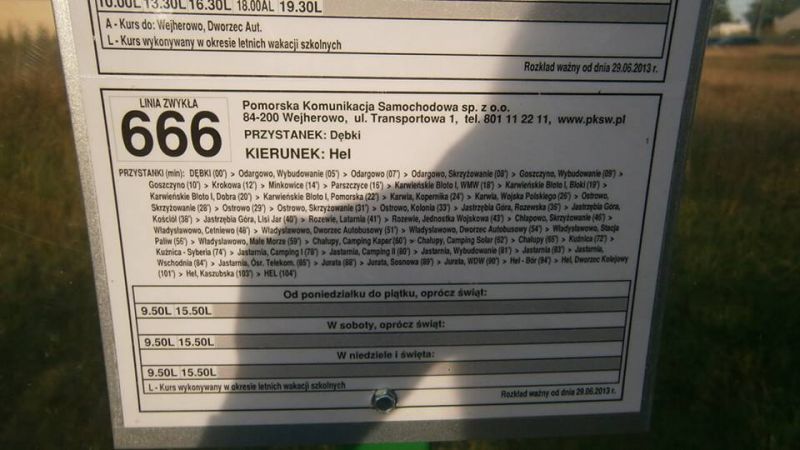 10.00L 13.30L 16.30L 18.00AL 19.30L
A - Kurs do: Wejherowo, Dworzec Aut.
L - Kurs wykonywany w okresie letnich wakacji szkolnych
Rozkład ważny od dnia 29.06.2013 r.
LINIA ZWYKŁA
666
Pomorska Komunikacja Samochodowa sp. z o.o.
84-200 Wejherowo, ul. Transportowa 1, tel. 801 11 22 11, www.pksw.pl
PRZYSTANEK: Dębki
KIERUNEK: Hel
PRZYSTANKI (min): DĘBKI (00') > Odargowo, Wybudowanie (05') > Odargowo (07') > Odargowo, Skrzyżowanie (08') > Goszczyno, Wybudowanie (09') >
Goszczyno (10') > Krokowa (12') > Minkowice (14') > Parszczyce (16') > Karwieńskie Błoto I, WMW (18') > Karwieńskie Błoto I, Bloki (19') >
Karwieńskie Błoto I, Dobra (20') > Karwieńskie Błoto I, Pomorska (22') > Karwia, Kopernika (24') > Karwia, Wojska Polskiego (26') > Ostrowo,
Skrzyżowanie (28') > Ostrowo (29') > Ostrowo, Skrzyżowanie (31') > Ostrowo, Kolonia (33') > Jastrzębia Góra, Rozewska (36') > Jastrzębia Góra,
Kościół (38') > Jastrzębia Góra, Lisi Jar (40') > Rozewie, Latarnia (41') > Rozewie, Jednostka Wojskowa (43') > Chłapowo, Skrzyżowanie (46') >
Władysławowo, Cetniewo (48') > Władysławowo, Dworzec Autobusowy (51') > Władysławowo, Dworzec Autobusowy (54') > Władysławowo, Stacja
Paliw (56') > Władysławowo, Małe Morze (59') > Chałupy, Camping Kaper (60') > Chałupy, Camping Solar (62') > Chałupy (65') > Kuźnica (72') >
Kuźnica - Syberia (74') > Jastarnia, Camping I (78') > Jastarnia, Camping II (80') > Jastarnia, Wybudowanie (81') > Jastarnia (83') > Jastarnia,
Wschodnia (84') > Jastarnia, Ośr. Telekom. (85') > Jurata (88') > Jurata, Sosnowa (89') > Jurata, WDW (90') > Hel - Bór (94') > Hel, Dworzec Kolejowy
(101') > Hel, Kaszubska (103') > HEL (104')
Od poniedziałku do piątku, oprócz świąt:
9.50L 15.50L
W soboty, oprócz świąt:
9.50L 15.50L
W niedziele i święta:
9.50L 15.50L
L - Kurs wykonywany w okresie letnich wakacji szkolnych
Rozkład ważny od dnia 29.06.2013 r.